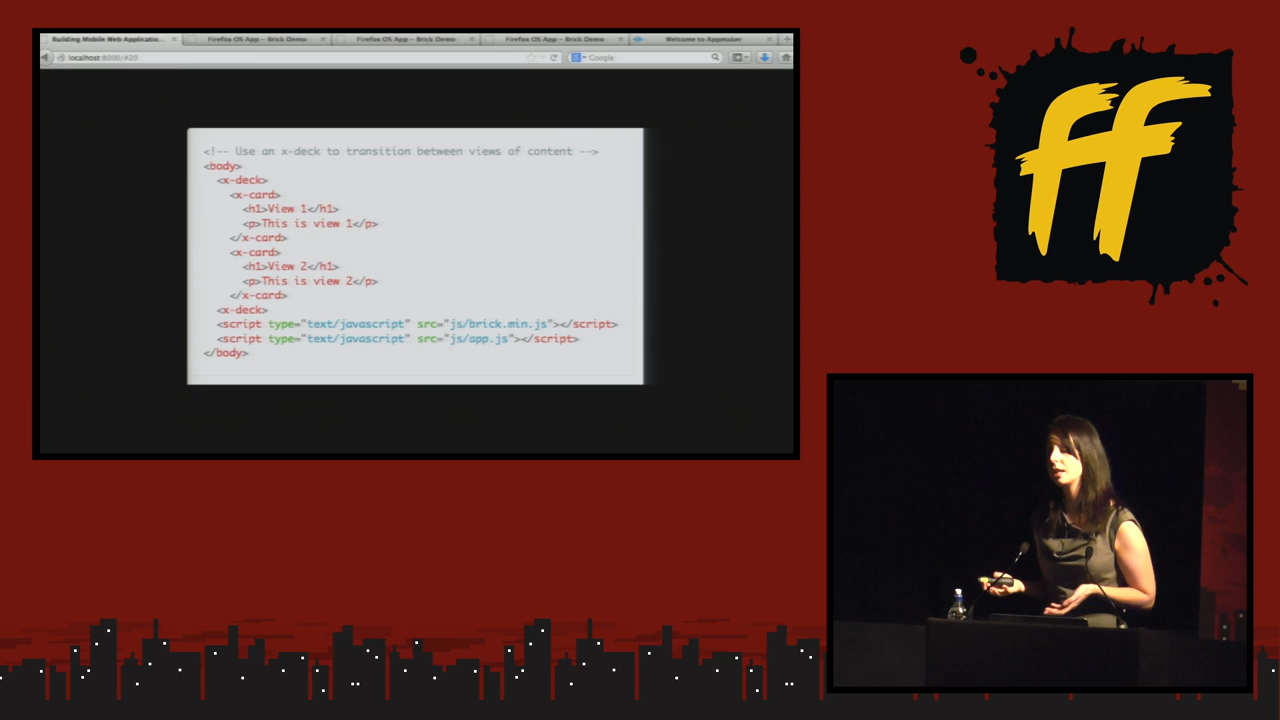 Building Mobile Web Applicatio... × Firefox OS App – Brick Demo × Firefox OS App – Brick Demo × Firefox OS App – Brick Demo × Welcome to Appmaker × +
localhost:8000/#20 Google
<!-- Use an x-deck to transition between views of content -->
<body>
<x-deck>
<x-card>
<h1>View 1</h1>
<p>This is view 1</p>
</x-card>
<x-card>
<h1>View 2</h1>
<p>This is view 2</p>
</x-card>
<x-deck>
<script type="text/javascript" src="js/brick.min.js"></script>
<script type="text/javascript" src="js/app.js"></script>
</body>
ff